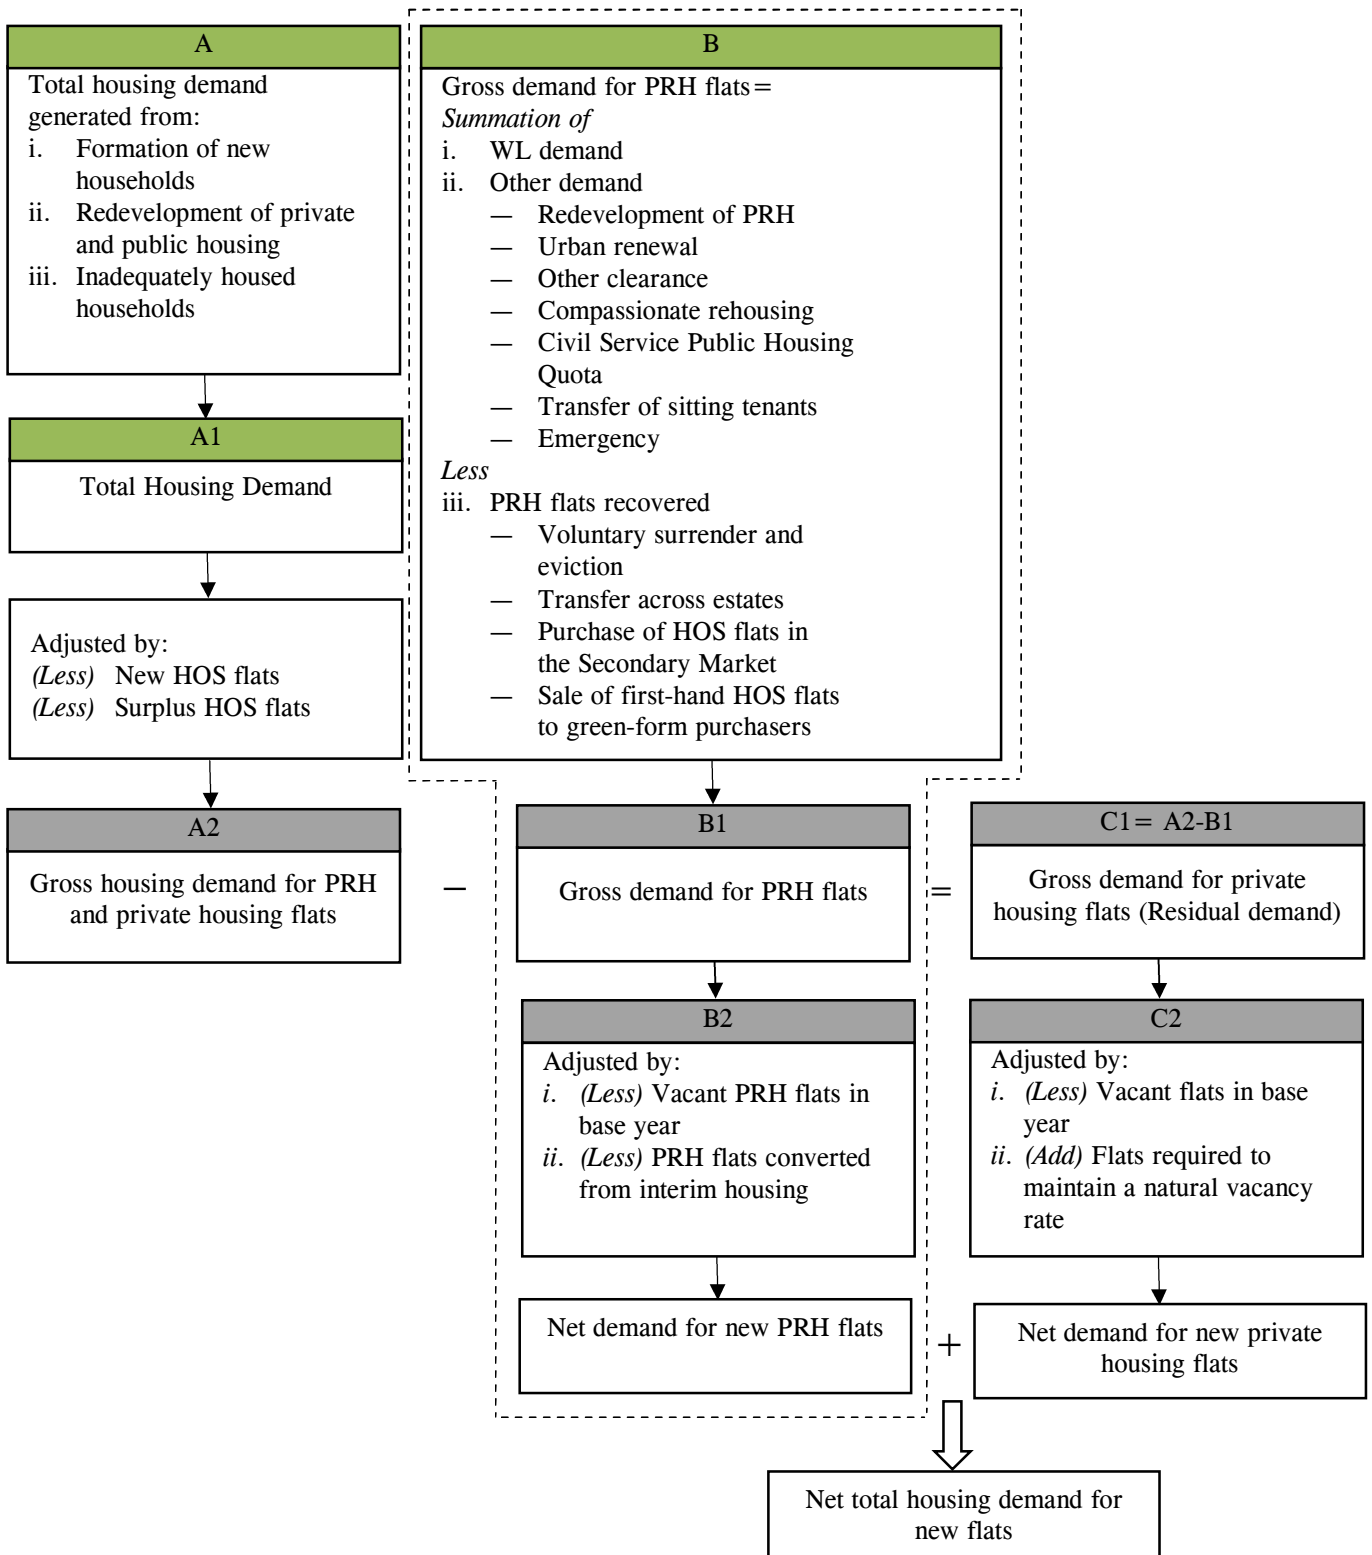 A
Total housing demand
generated from:
i. Formation of new
households
ii. Redevelopment of private
and public housing
iii. Inadequately housed
households
A1
Total Housing Demand
Adjusted by:
(Less) New HOS flats
(Less) Surplus HOS flats
A2
Gross housing demand for PRH
and private housing flats
B
Gross demand for PRH flats=
Summation of
i. WL demand
ii. Other demand
— Redevelopment of PRH
— Urban renewal
— Other clearance
— Compassionate rehousing
— Civil Service Public Housing
Quota
— Transfer of sitting tenants
— Emergency
Less
iii. PRH flats recovered
— Voluntary surrender and
eviction
— Transfer across estates
— Purchase of HOS flats in
the Secondary Market
— Sale of first-hand HOS flats
to green-form purchasers
−
B1
Gross demand for PRH flats
=
C1= A2-B1
Gross demand for private
housing flats (Residual demand)
B2
Adjusted by:
i. (Less) Vacant PRH flats in
base year
ii. (Less) PRH flats converted
from interim housing
Net demand for new PRH flats
C2
Adjusted by:
i. (Less) Vacant flats in base
year
ii. (Add) Flats required to
maintain a natural vacancy
rate
+
Net demand for new private
housing flats
Net total housing demand for
new flats